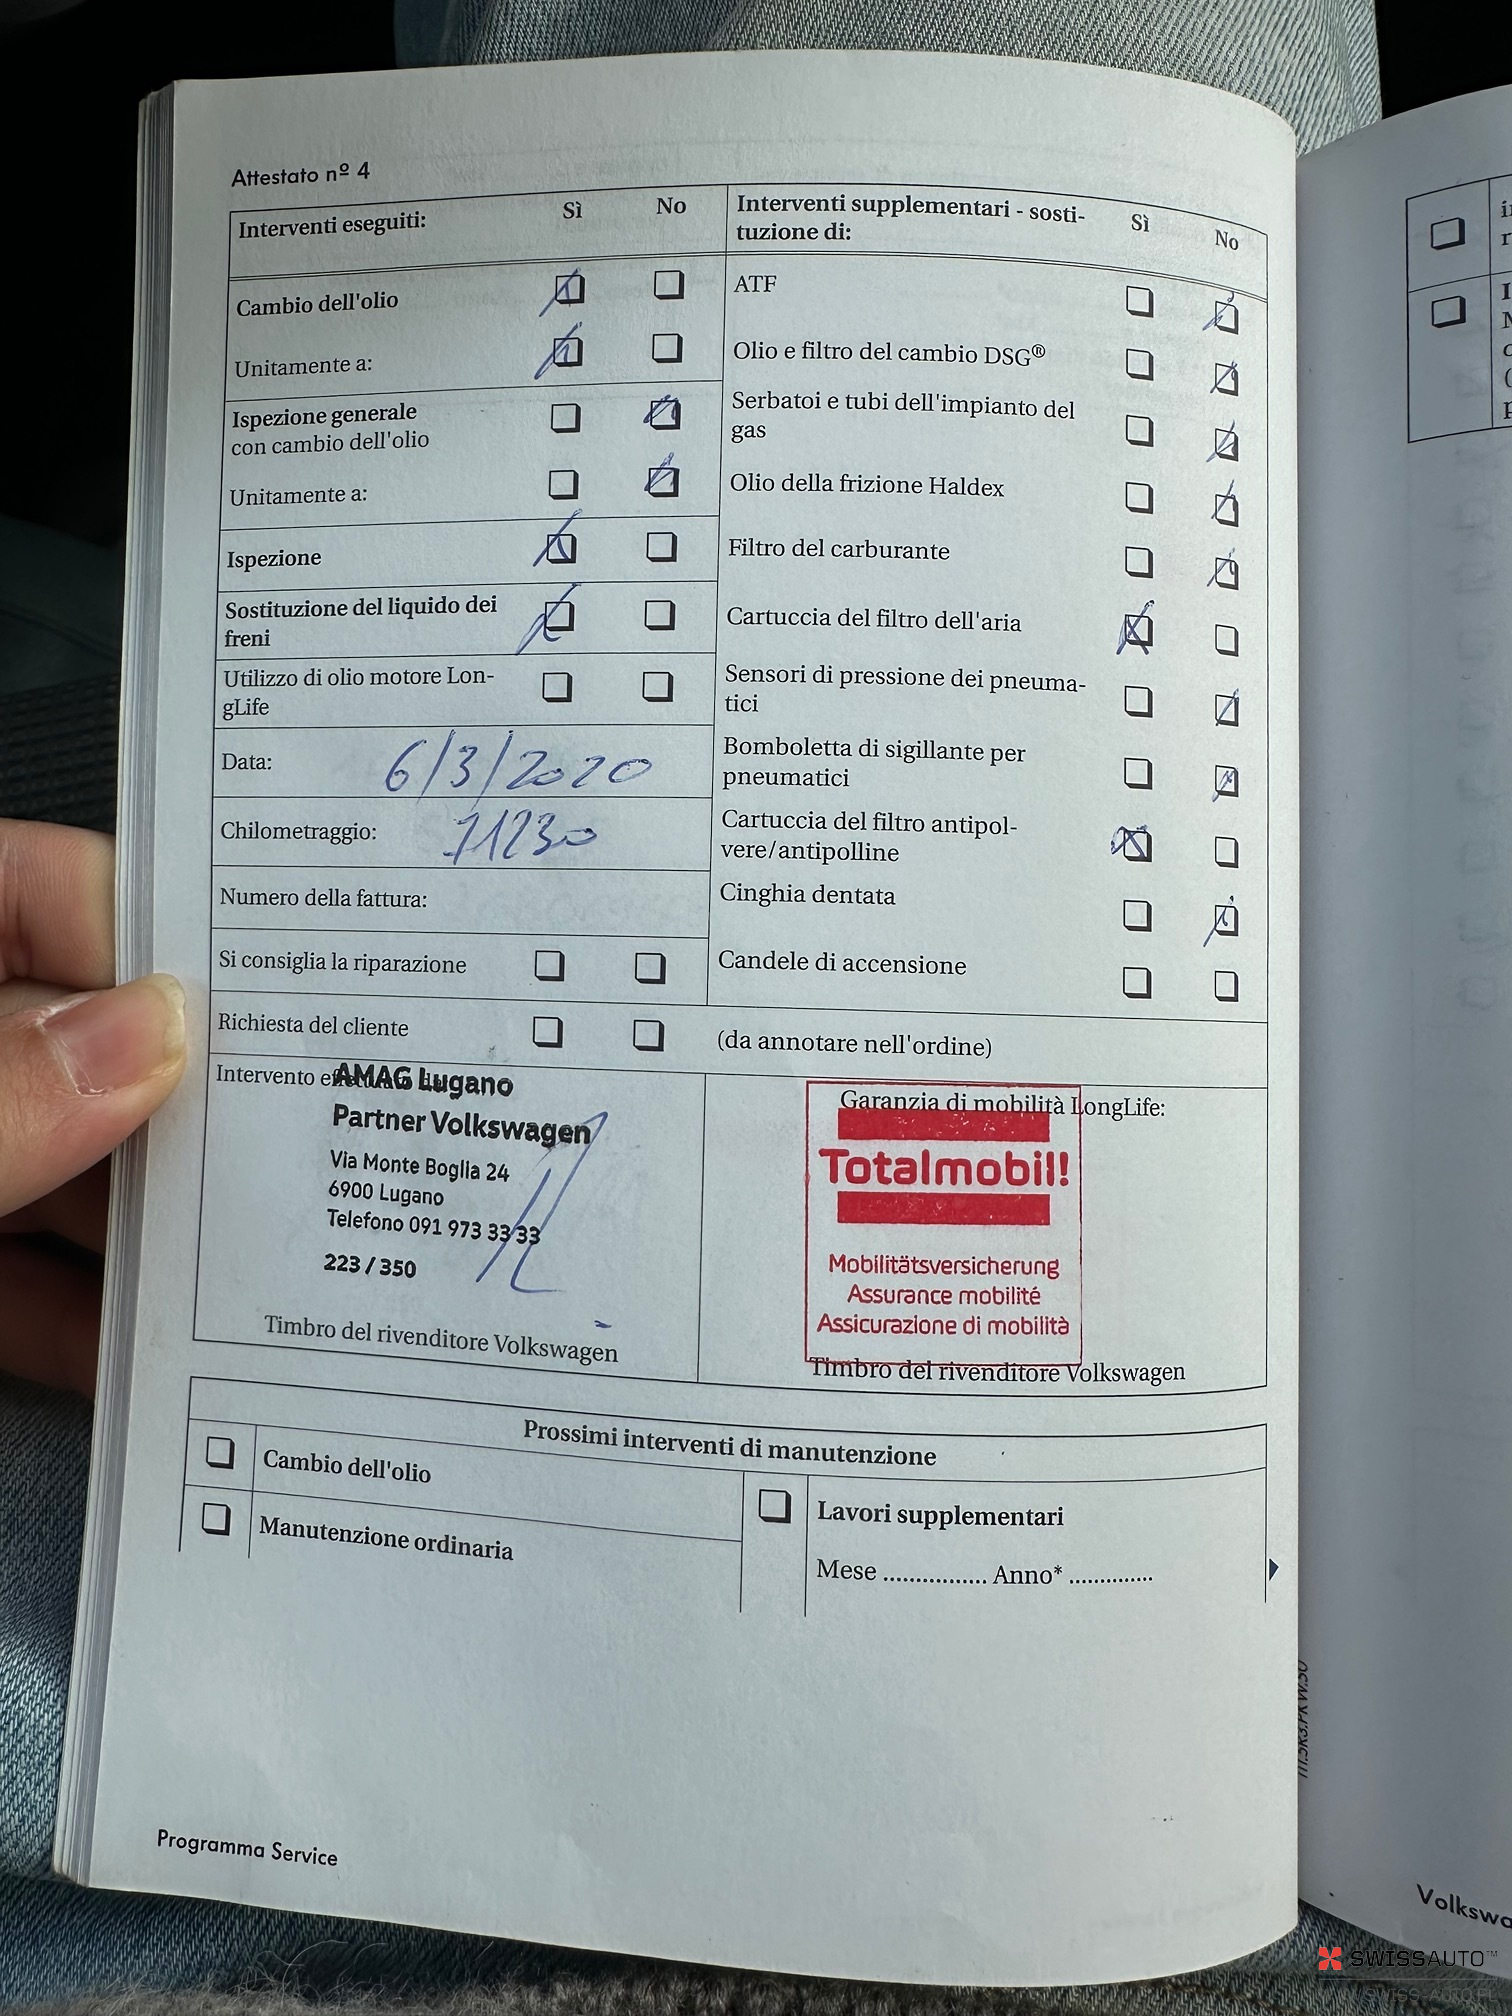 Attestato nº 4
Interventi eseguiti: Sì No
Cambio dell'olio
Unitamente a:
Ispezione generale
con cambio dell'olio
Unitamente a:
Ispezione
Sostituzione del liquido dei
freni
Utilizzo di olio motore Lon-
gLife
Data: 6/3/2020
Chilometraggio: 71230
Numero della fattura:
Si consiglia la riparazione
Richiesta del cliente (da annotare nell'ordine)
Interventi supplementari - sosti-
tuzione di: Sì No
ATF
Olio e filtro del cambio DSG®
Serbatoi e tubi dell'impianto del
gas
Olio della frizione Haldex
Filtro del carburante
Cartuccia del filtro dell'aria
Sensori di pressione dei pneuma-
tici
Bomboletta di sigillante per
pneumatici
Cartuccia del filtro antipol-
vere/antipolline
Cinghia dentata
Candele di accensione
Intervento
AMAG Lugano
Partner Volkswagen
Via Monte Boglia 24
6900 Lugano
Telefono 091 973 33 33
223 / 350
Timbro del rivenditore Volkswagen
Garanzia di mobilità LongLife:
Totalmobil!
Mobilitätsversicherung
Assurance mobilité
Assicurazione di mobilità
Timbro del rivenditore Volkswagen
Prossimi interventi di manutenzione
Cambio dell'olio
Manutenzione ordinaria
Lavori supplementari
Mese ................ Anno* .............
Programma Service
SWISSAUTO™